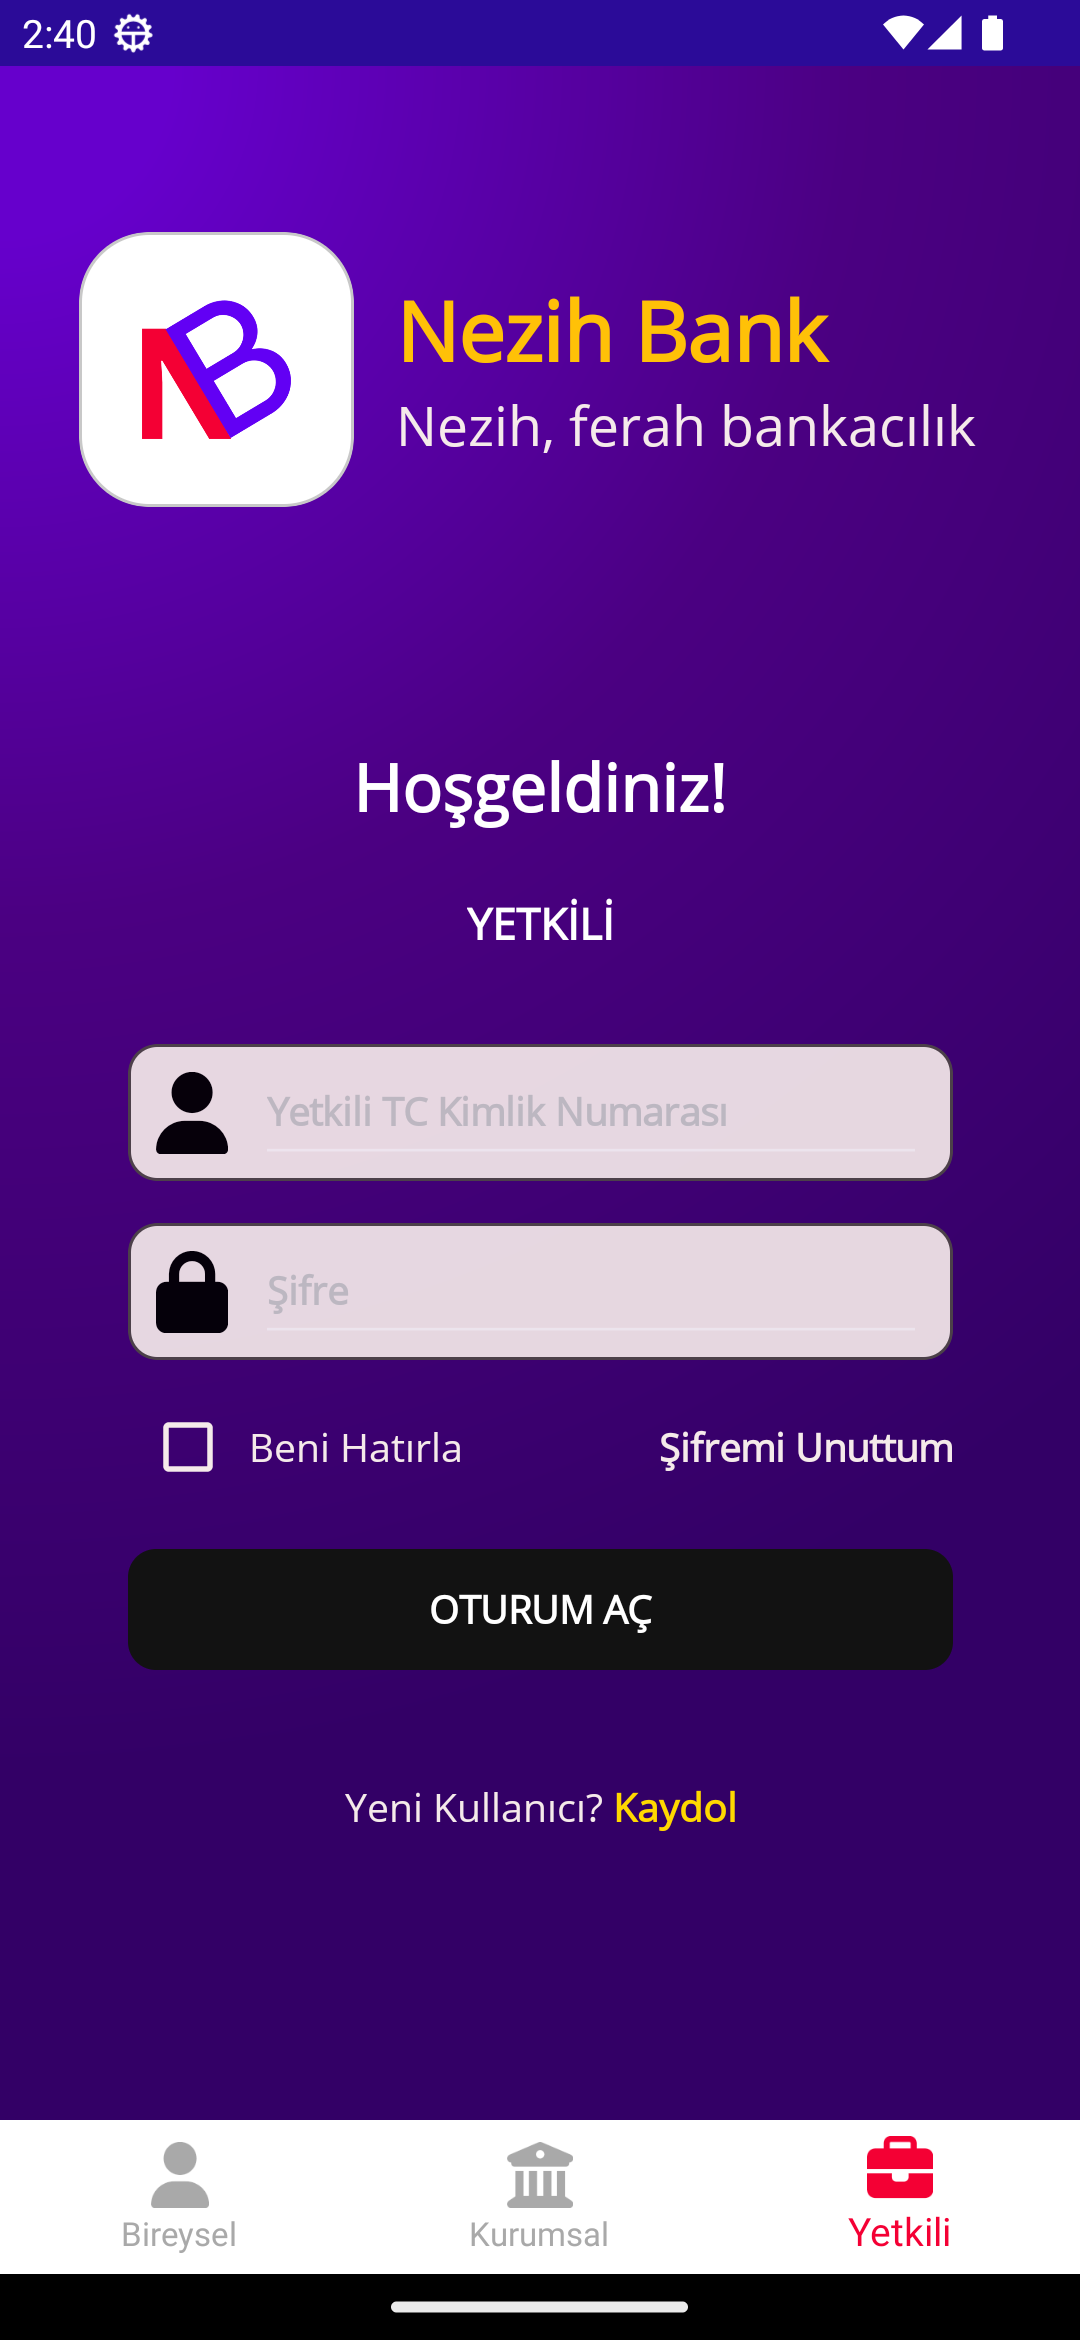 2:40
Nezih Bank
Nezih, ferah bankacılık
Hoşgeldiniz!
YETKİLİ
Yetkili TC Kimlik Numarası
Şifre
Beni Hatırla
Şifremi Unuttum
OTURUM AÇ
Yeni Kullanıcı? Kaydol
Bireysel
Kurumsal
Yetkili